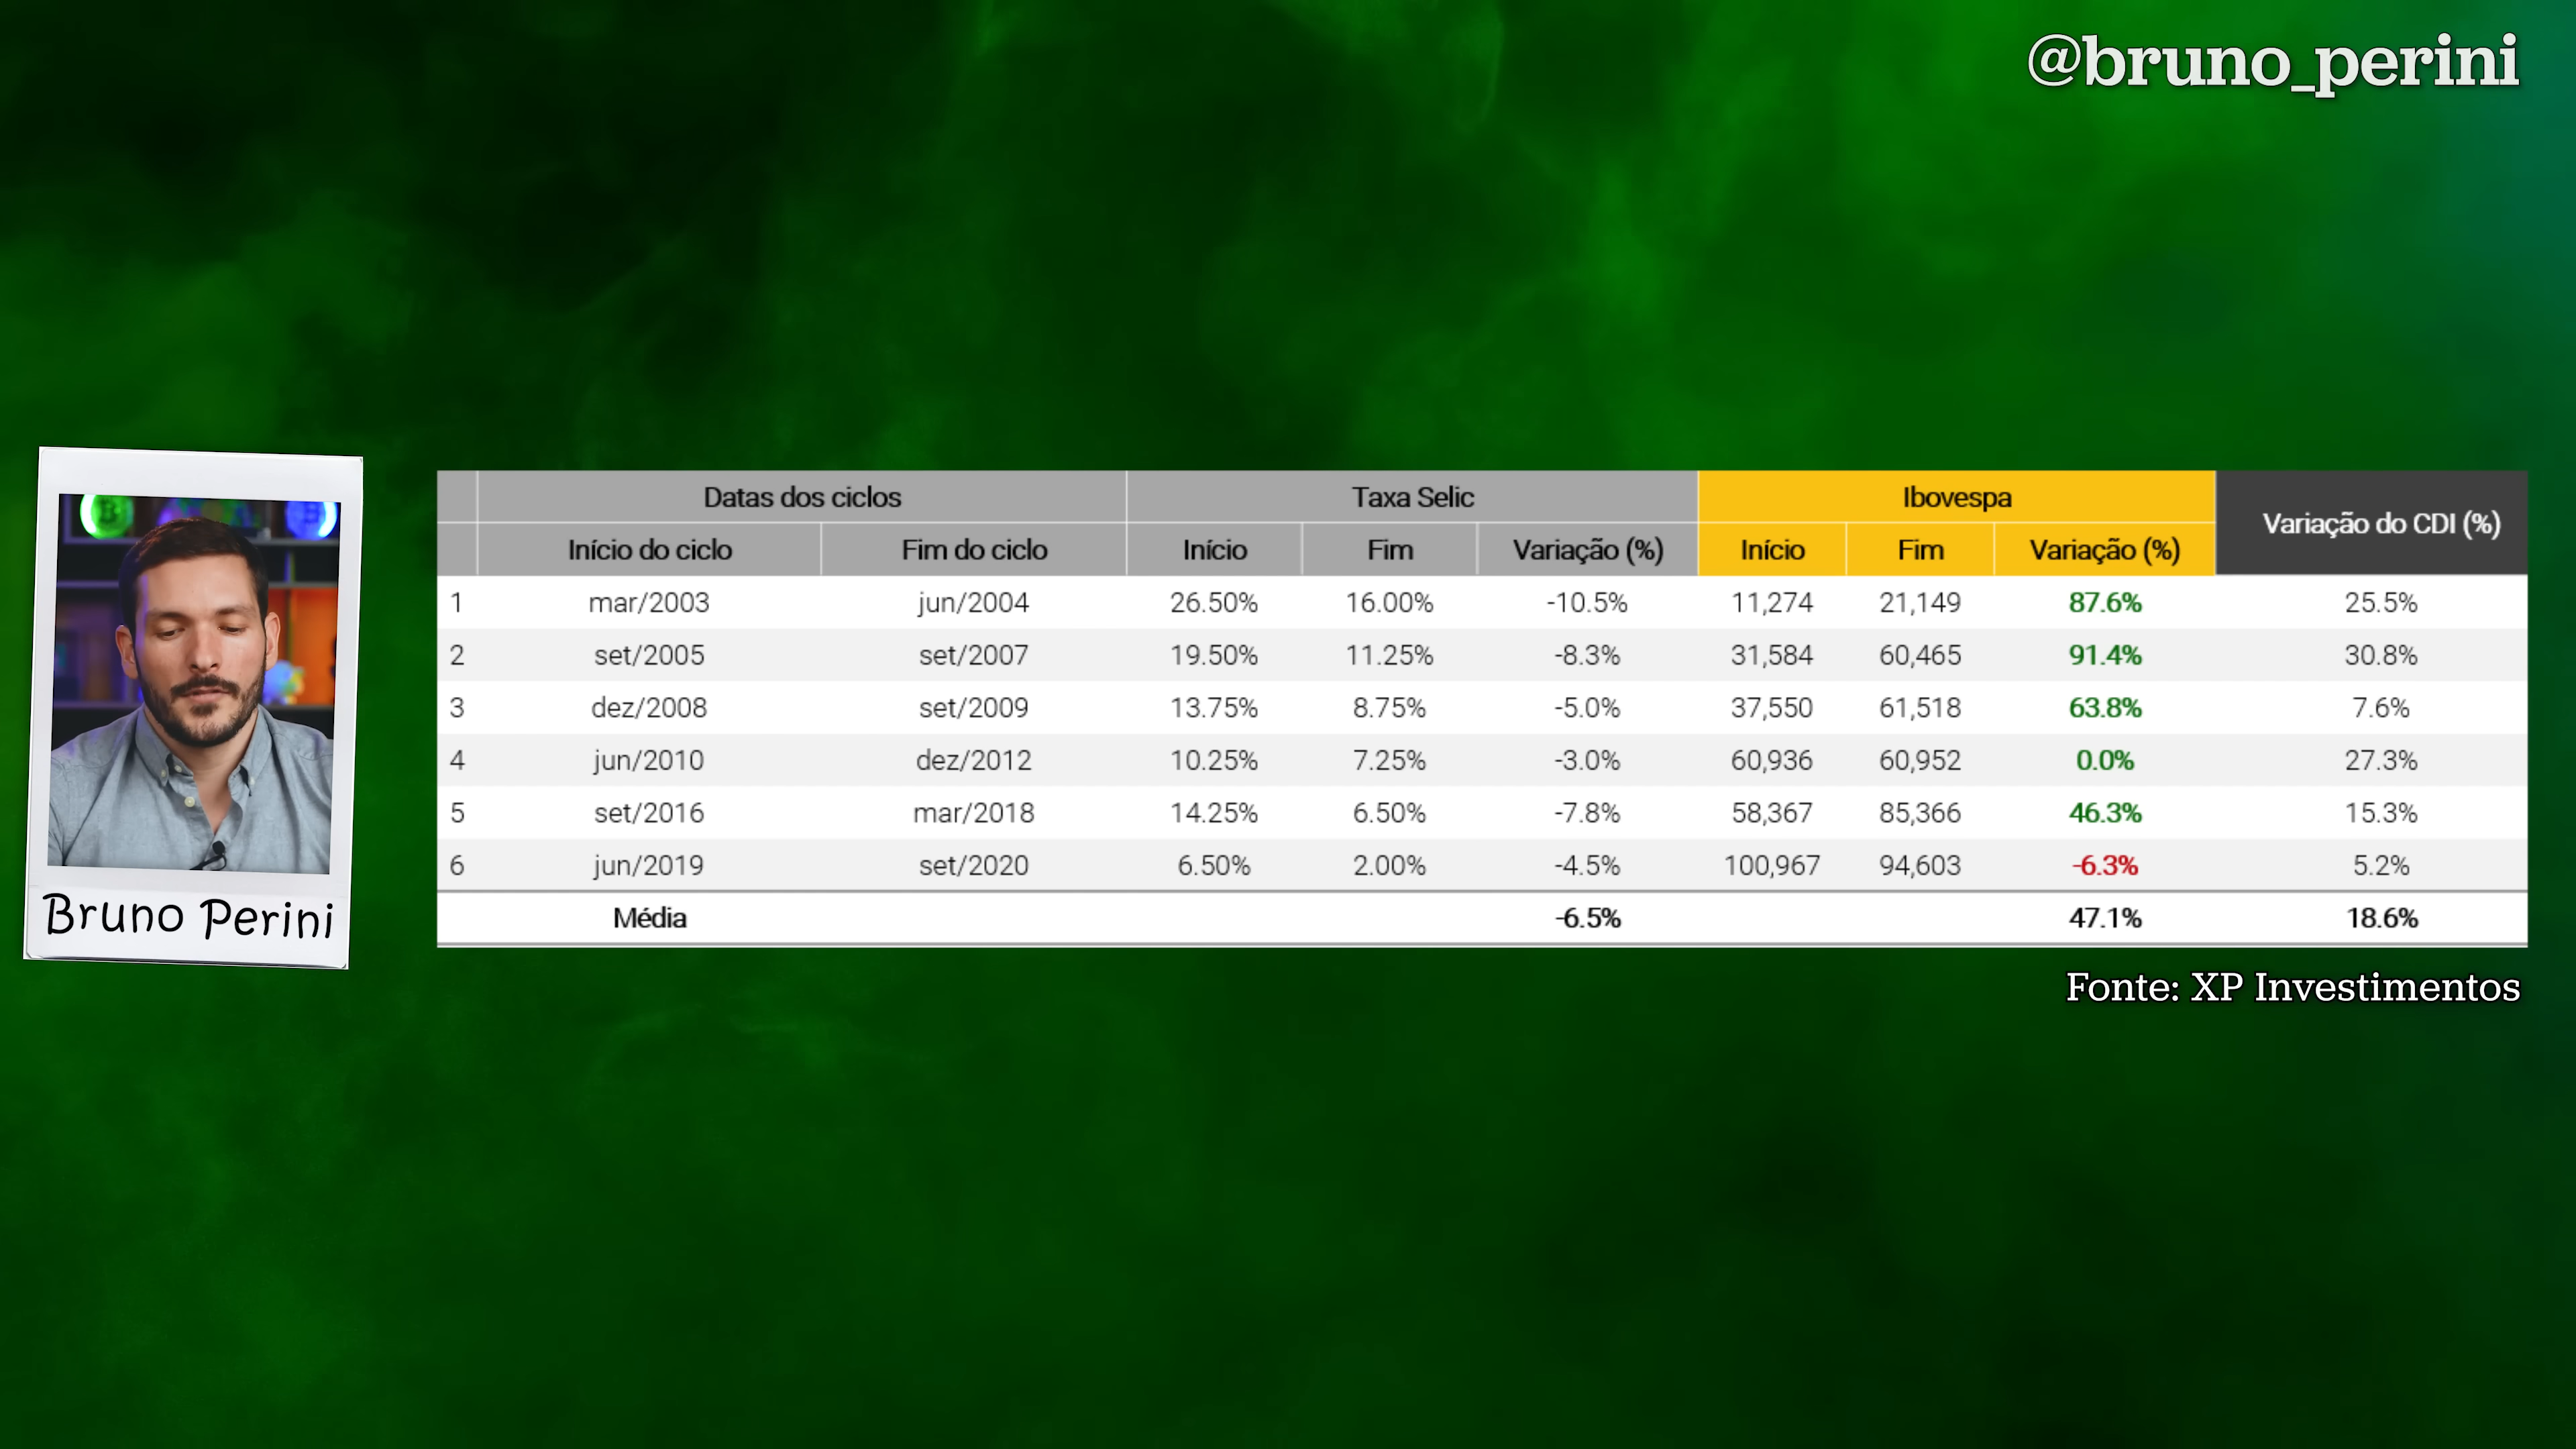 @bruno_perini
Datas dos ciclos Taxa Selic Ibovespa Variação do CDI (%)
Início do ciclo Fim do ciclo Início Fim Variação (%) Início Fim Variação (%)
1 mar/2003 jun/2004 26.50% 16.00% -10.5% 11,274 21,149 87.6% 25.5%
2 set/2005 set/2007 19.50% 11.25% -8.3% 31,584 60,465 91.4% 30.8%
3 dez/2008 set/2009 13.75% 8.75% -5.0% 37,550 61,518 63.8% 7.6%
4 jun/2010 dez/2012 10.25% 7.25% -3.0% 60,936 60,952 0.0% 27.3%
5 set/2016 mar/2018 14.25% 6.50% -7.8% 58,367 85,366 46.3% 15.3%
6 jun/2019 set/2020 6.50% 2.00% -4.5% 100,967 94,603 -6.3% 5.2%
Média -6.5% 47.1% 18.6%
Bruno Perini
Fonte: XP Investimentos